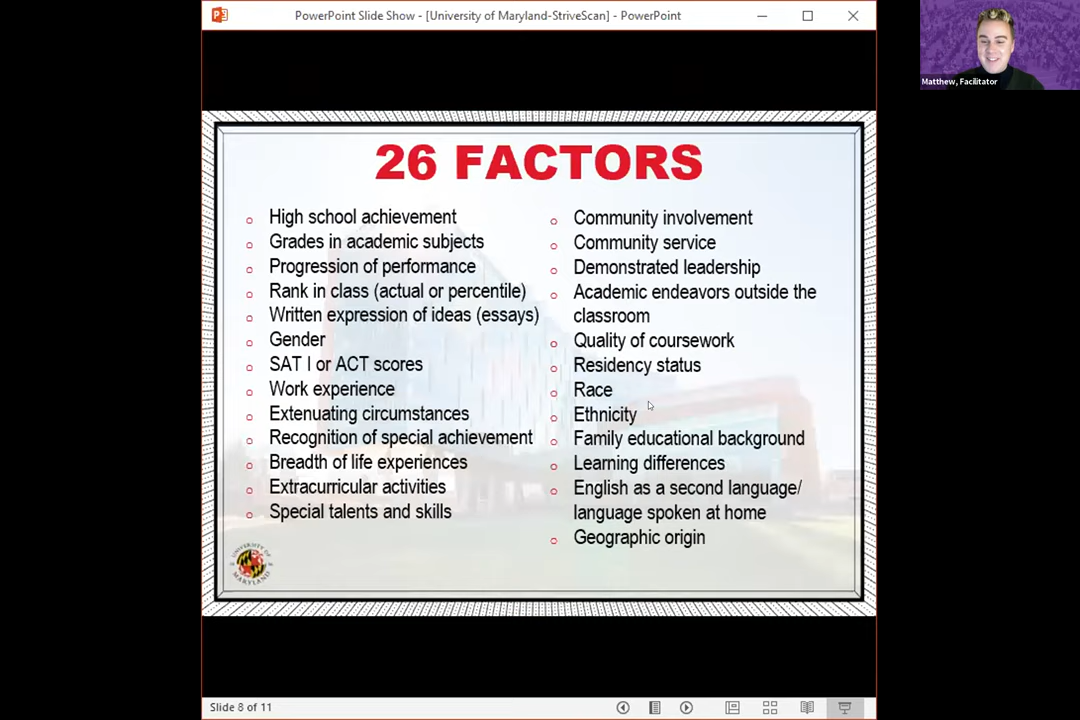 PowerPoint Slide Show - [University of Maryland-StriveScan] - PowerPoint
Matthew, Facilitator
26 FACTORS
High school achievement
Grades in academic subjects
Progression of performance
Rank in class (actual or percentile)
Written expression of ideas (essays)
Gender
SAT I or ACT scores
Work experience
Extenuating circumstances
Recognition of special achievement
Breadth of life experiences
Extracurricular activities
Special talents and skills
Community involvement
Community service
Demonstrated leadership
Academic endeavors outside the
classroom
Quality of coursework
Residency status
Race
Ethnicity
Family educational background
Learning differences
English as a second language/
language spoken at home
Geographic origin
UNIVERSITY OF
MARYLAND
Slide 8 of 11